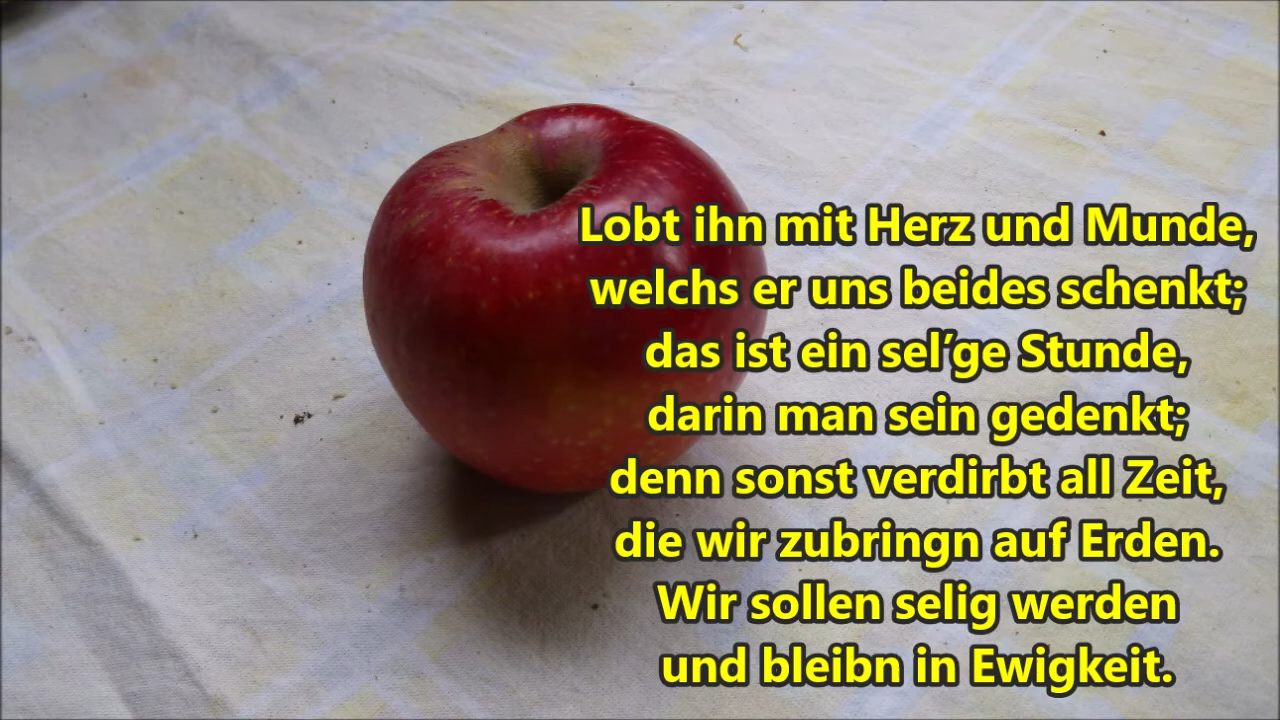 Lobt ihn mit Herz und Munde,
welchs er uns beides schenkt;
das ist ein sel’ge Stunde,
darin man sein gedenkt;
denn sonst verdirbt all Zeit,
die wir zubringn auf Erden.
Wir sollen selig werden
und bleibn in Ewigkeit.